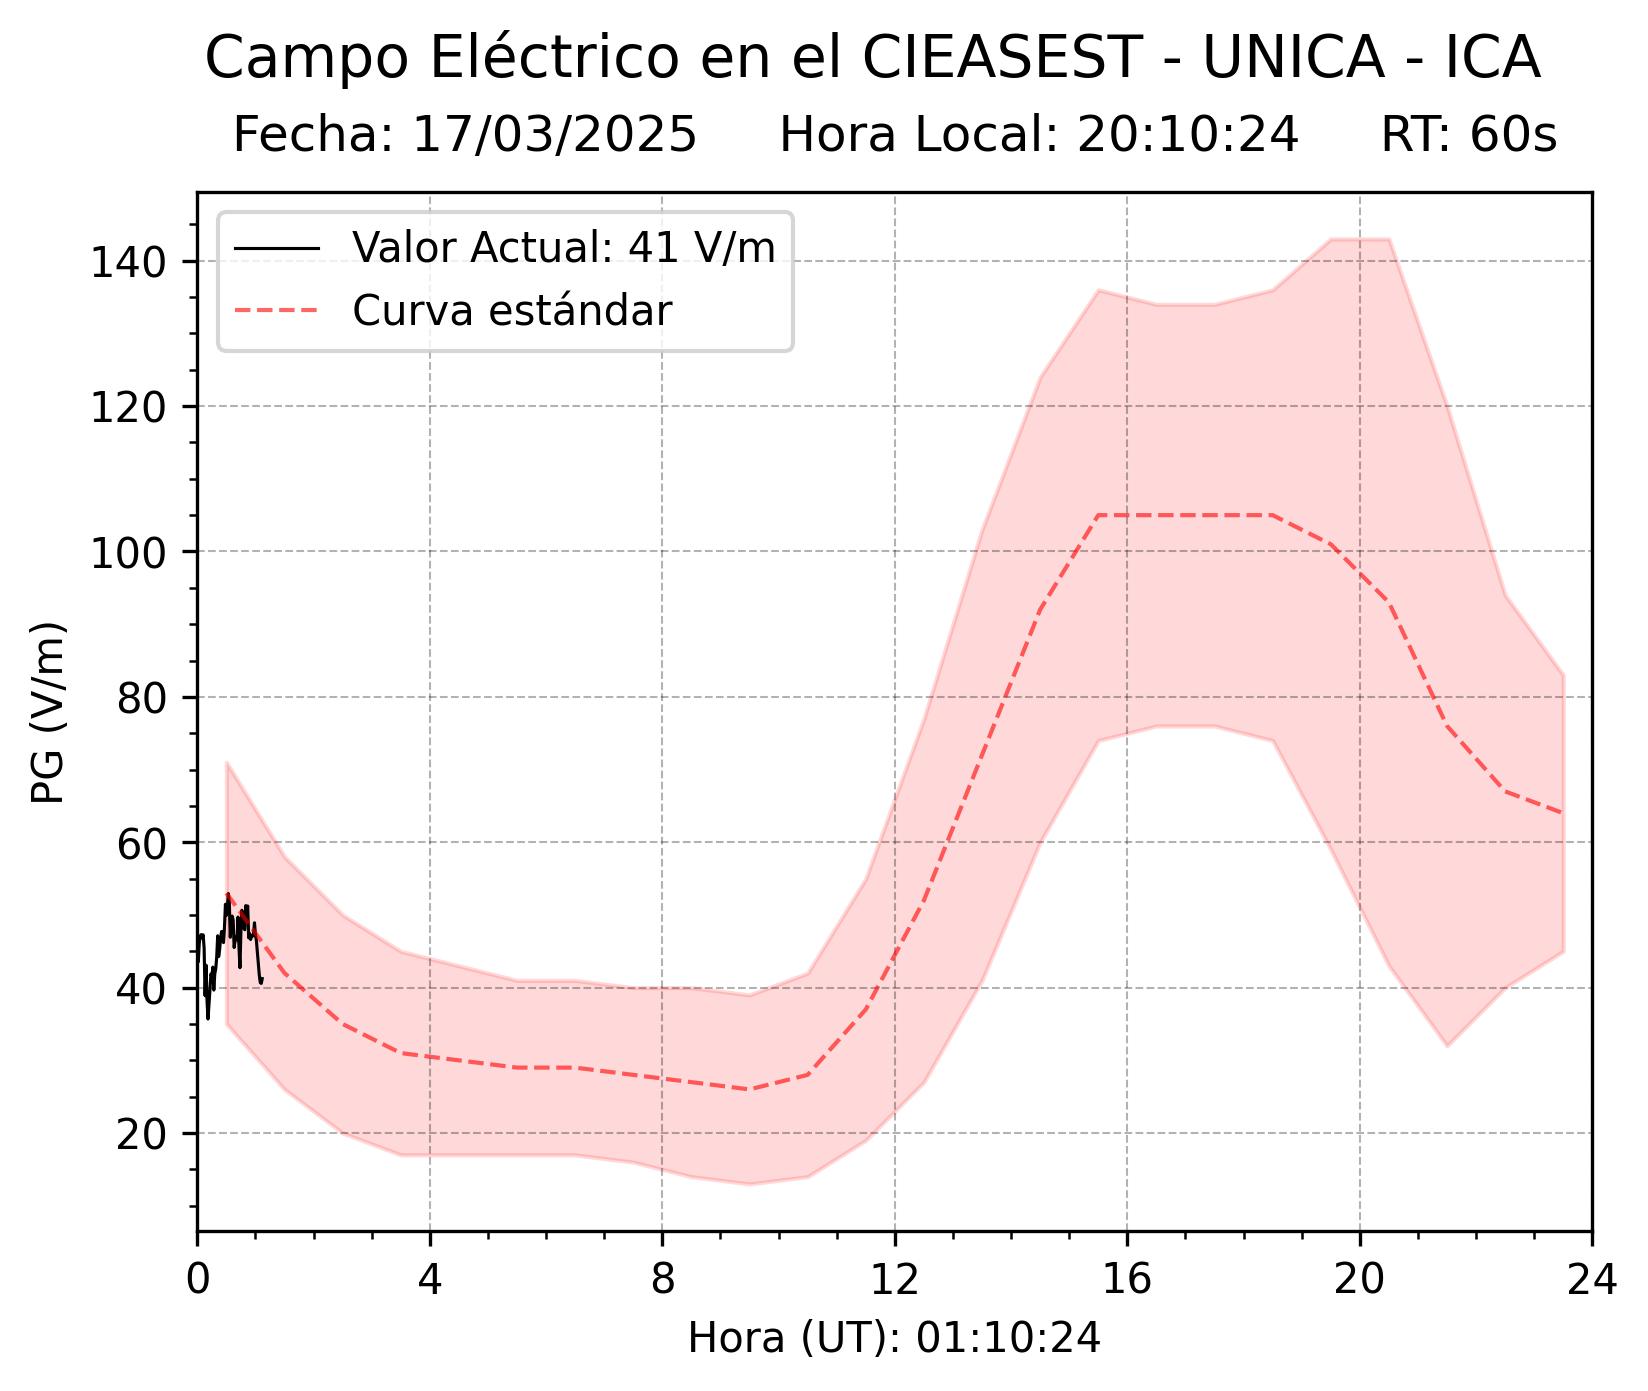 Campo Eléctrico en el CIEASEST - UNICA - ICA
Fecha: 17/03/2025 Hora Local: 20:10:24 RT: 60s
Valor Actual: 41 V/m
Curva estándar
140
120
100
80
60
40
20
PG (V/m)
0 4 8 12 16 20 24
Hora (UT): 01:10:24